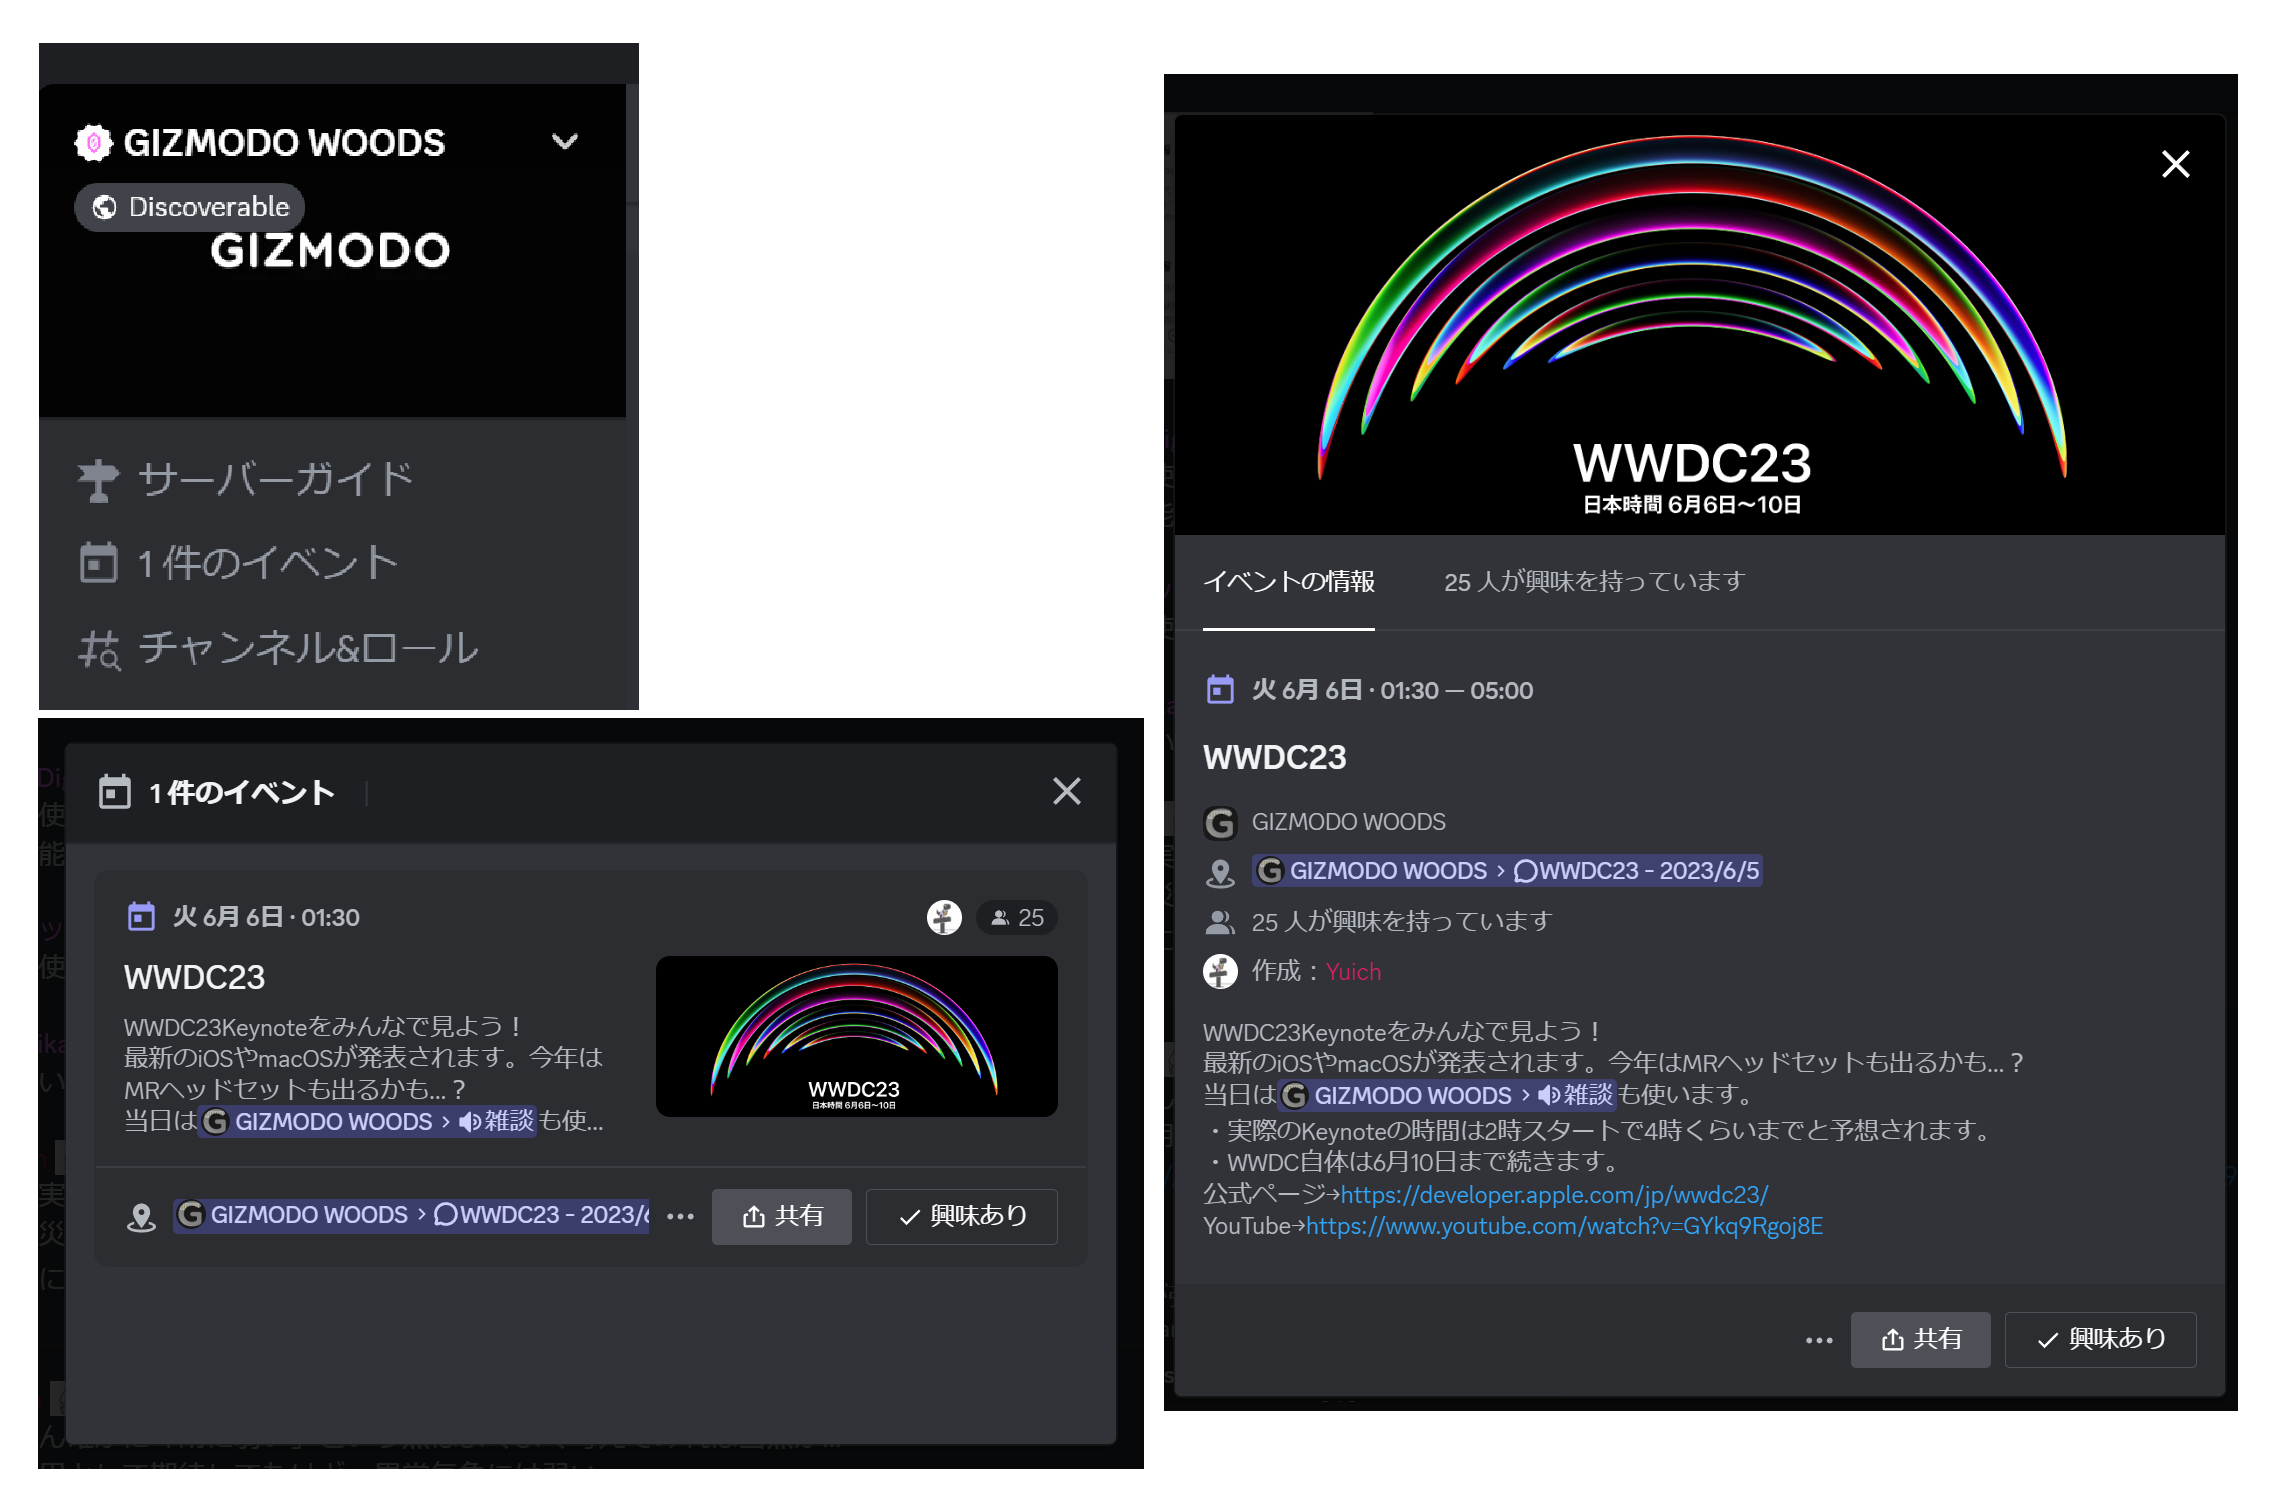 GIZMODO WOODS
Discoverable
GIZMODO
サーバーガイド
1 件のイベント
チャンネル&ロール
1 件のイベント
火 6月 6日 · 01:30
25
WWDC23
WWDC23Keynoteをみんなで見よう！
最新のiOSやmacOSが発表されます。今年は
MRヘッドセットも出るかも...？
当日は GIZMODO WOODS › 雑談も使...
WWDC23
日本時間 6月6日〜10日
GIZMODO WOODS › WWDC23 - 2023/6
共有
興味あり
WWDC23
日本時間 6月6日〜10日
イベントの情報
25 人が興味を持っています
火 6月 6日 · 01:30 — 05:00
WWDC23
GIZMODO WOODS
GIZMODO WOODS › WWDC23 - 2023/6/5
25 人が興味を持っています
作成：Yuich
WWDC23Keynoteをみんなで見よう！
最新のiOSやmacOSが発表されます。今年はMRヘッドセットも出るかも...？
当日は GIZMODO WOODS › 雑談も使います。
・実際のKeynoteの時間は2時スタートで4時くらいまでと予想されます。
・WWDC自体は6月10日まで続きます。
公式ページ→https://developer.apple.com/jp/wwdc23/
YouTube→https://www.youtube.com/watch?v=GYkq9Rgoj8E
共有
興味あり